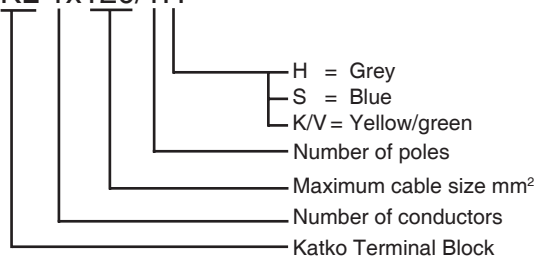 H = Grey
S = Blue
K/V = Yellow/green
Number of poles
Maximum cable size mm²
Number of conductors
Katko Terminal Block